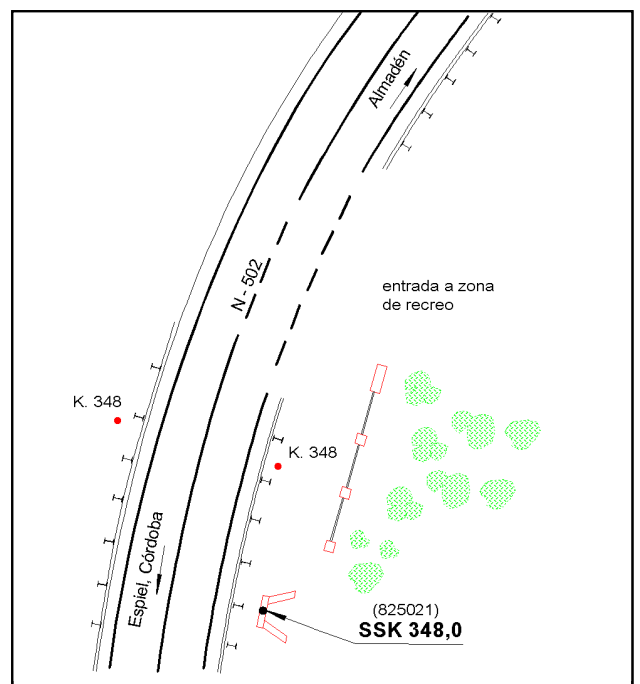 Almadén
N - 502
entrada a zona
de recreo
K. 348
K. 348
Espiel, Córdoba
(825021)
SSK 348,0